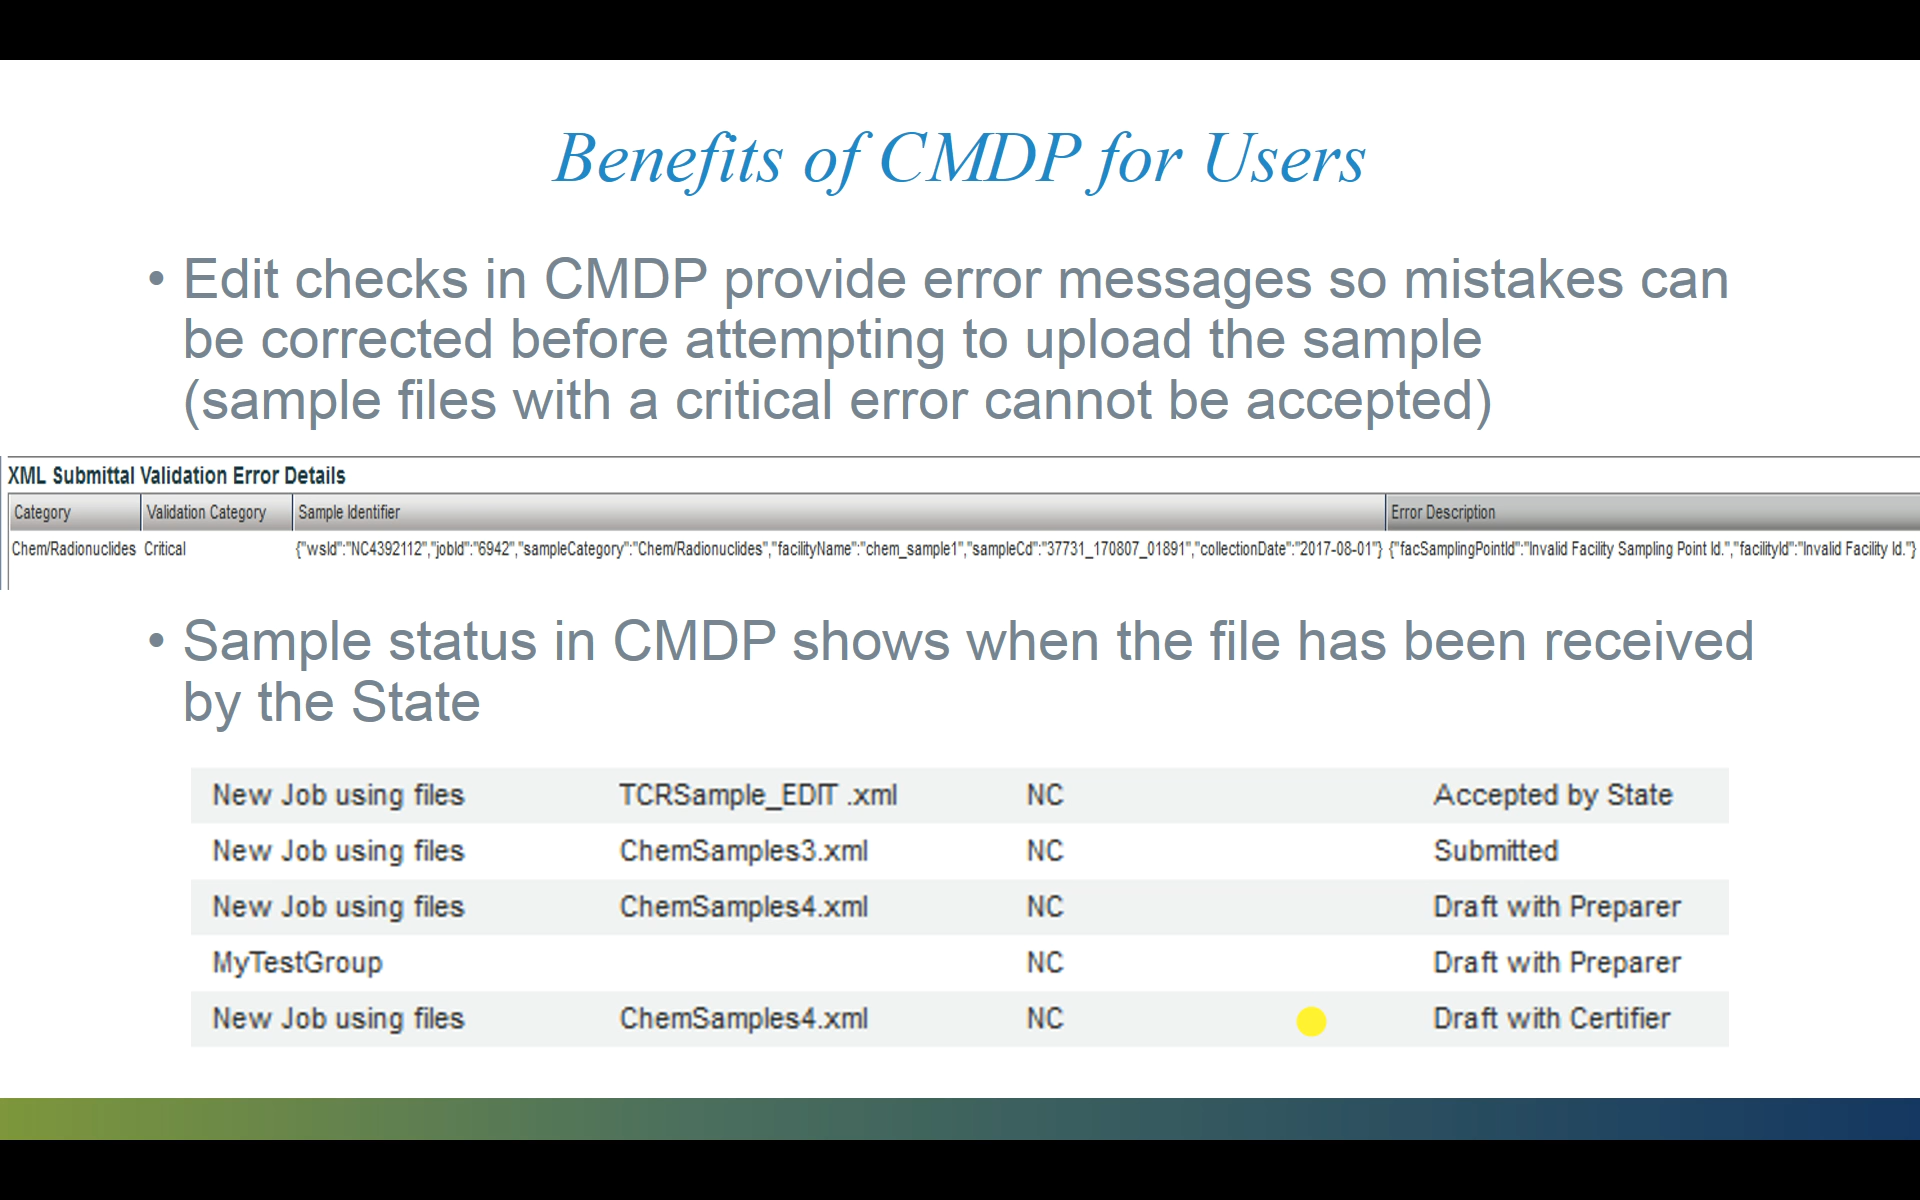 Benefits of CMDP for Users
• Edit checks in CMDP provide error messages so mistakes can
be corrected before attempting to upload the sample
(sample files with a critical error cannot be accepted)
XML Submittal Validation Error Details
Category Validation Category Sample Identifier Error Description
Chem/Radionuclides Critical {"wsId":"NC4392112","jobId":"6942","sampleCategory":"Chem/Radionuclides","facilityName":"chem_sample1","sampleCd":"37731_170807_01891","collectionDate":"2017-08-01"} {"facSamplingPointId":"Invalid Facility Sampling Point Id.","facilityId":"Invalid Facility Id."}
• Sample status in CMDP shows when the file has been received
by the State
New Job using files TCRSample_EDIT .xml NC Accepted by State
New Job using files ChemSamples3.xml NC Submitted
New Job using files ChemSamples4.xml NC Draft with Preparer
MyTestGroup NC Draft with Preparer
New Job using files ChemSamples4.xml NC Draft with Certifier